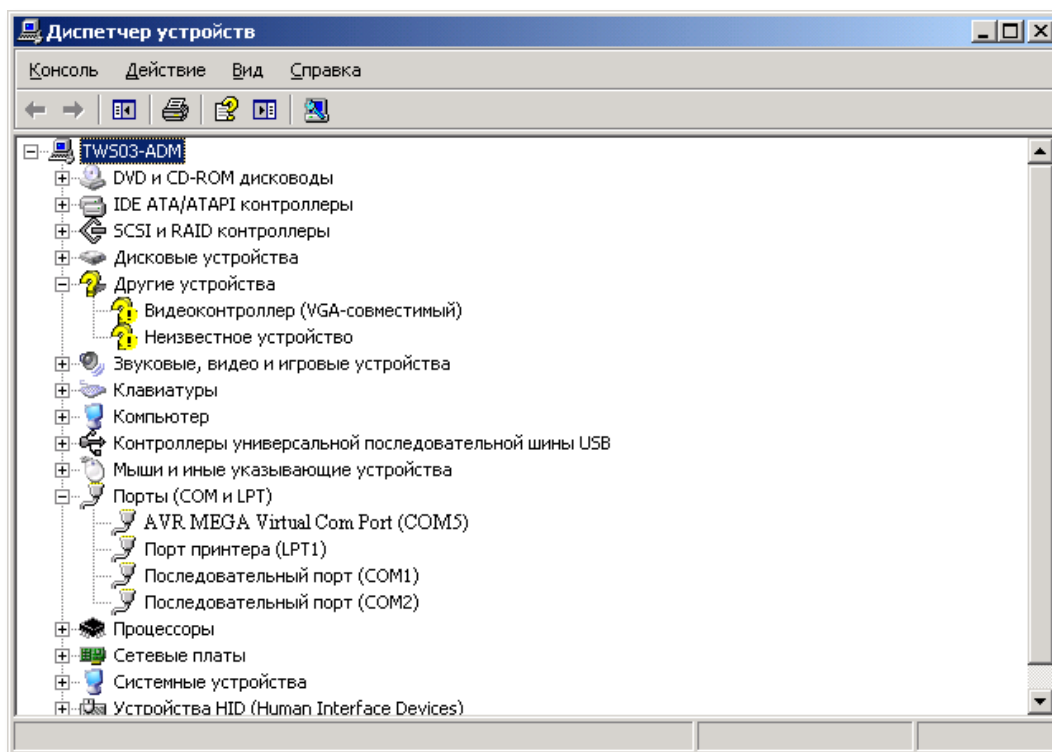 Диспетчер устройств
Консоль Действие Вид Справка
TWS03-ADM
DVD и CD-ROM дисководы
IDE ATA/ATAPI контроллеры
SCSI и RAID контроллеры
Дисковые устройства
Другие устройства
Видеоконтроллер (VGA-совместимый)
Неизвестное устройство
Звуковые, видео и игровые устройства
Клавиатуры
Компьютер
Контроллеры универсальной последовательной шины USB
Мыши и иные указывающие устройства
Порты (COM и LPT)
AVR MEGA Virtual Com Port (COM5)
Порт принтера (LPT1)
Последовательный порт (COM1)
Последовательный порт (COM2)
Процессоры
Сетевые платы
Системные устройства
Устройства HID (Human Interface Devices)